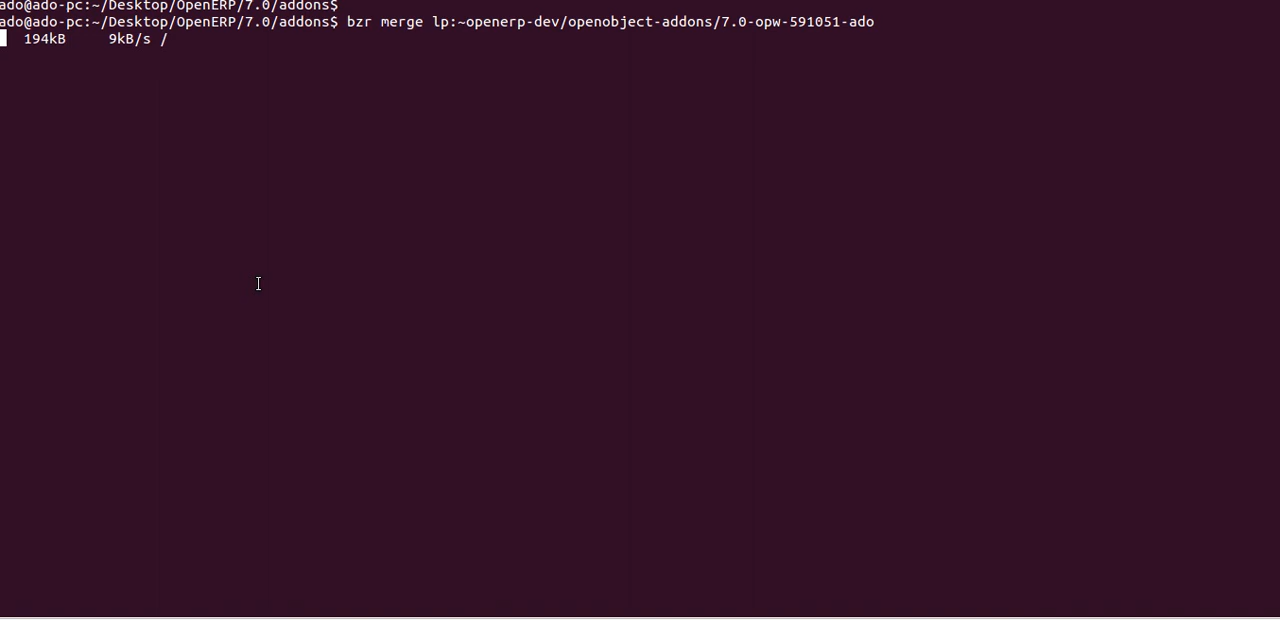 ado@ado-pc:~/Desktop/OpenERP/7.0/addons$
ado@ado-pc:~/Desktop/OpenERP/7.0/addons$ bzr merge lp:~openerp-dev/openobject-addons/7.0-opw-591051-ado
194kB 9kB/s /